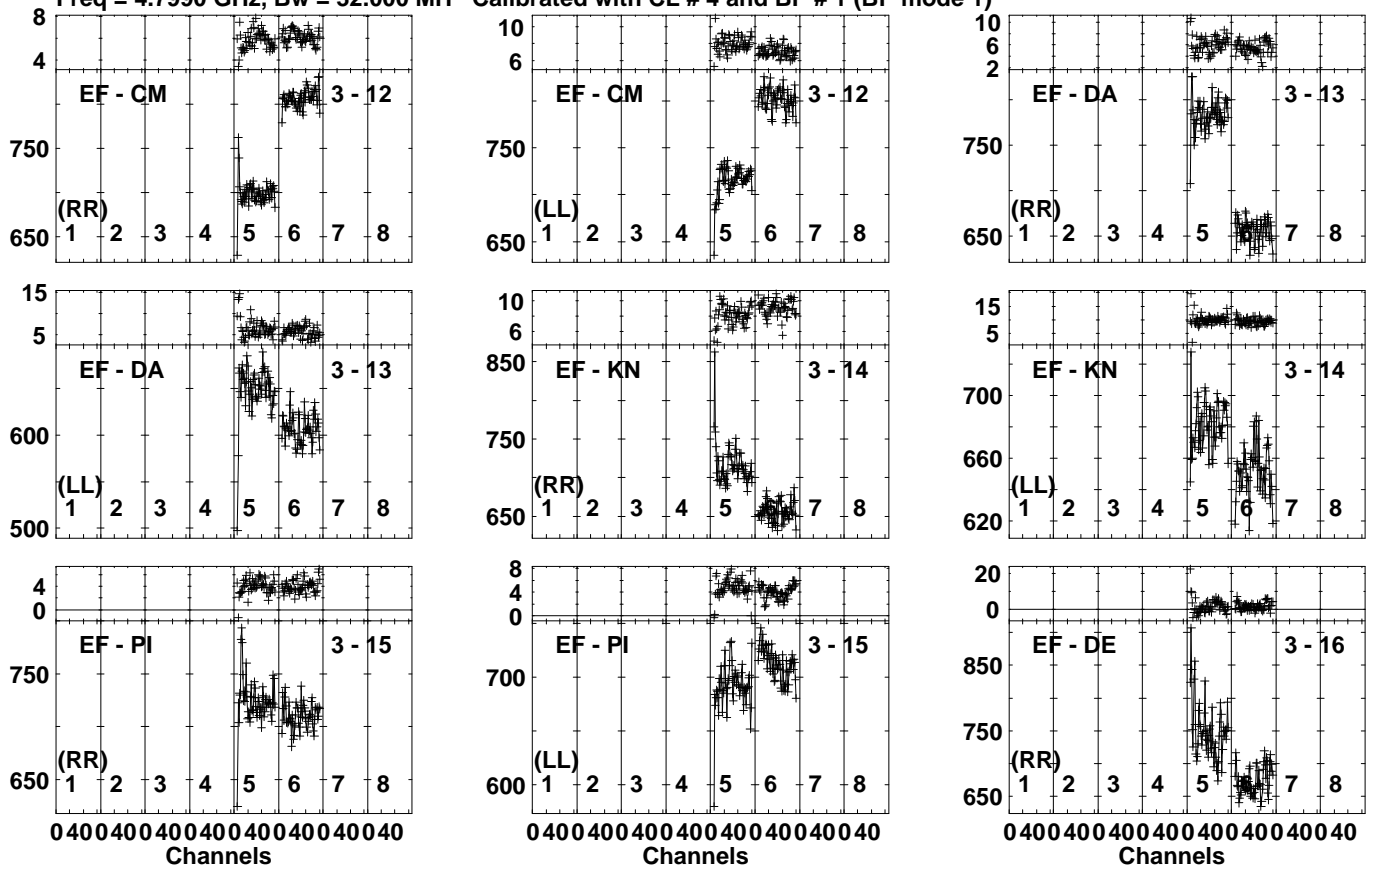 Freq = 4.7990 GHz, Bw = 32.000 MH Calibrated with CL # 4 and BP # 1 (BP mode 1)
8
4
EF - CM 3 - 12
750
(RR)
650
1 2 3 4 5 6 7 8
10
6
EF - CM 3 - 12
750
(LL)
650
1 2 3 4 5 6 7 8
10
6
2
EF - DA 3 - 13
750
(RR)
650
1 2 3 4 5 6 7 8
15
5
EF - DA 3 - 13
600
(LL)
500
1 2 3 4 5 6 7 8
10
6
850
EF - KN 3 - 14
750
(RR)
650
1 2 3 4 5 6 7 8
15
5
EF - KN 3 - 14
700
660
(LL)
620
1 2 3 4 5 6 7 8
4
0
EF - PI 3 - 15
750
(RR)
650
1 2 3 4 5 6 7 8
0 40 0 40 0 40 0 40 0 40 0 40 0 40 0 40
Channels
8
4
0
EF - PI 3 - 15
700
(LL)
600
1 2 3 4 5 6 7 8
0 40 0 40 0 40 0 40 0 40 0 40 0 40 0 40
Channels
20
0
EF - DE 3 - 16
850
750
(RR)
650
1 2 3 4 5 6 7 8
0 40 0 40 0 40 0 40 0 40 0 40 0 40 0 40
Channels